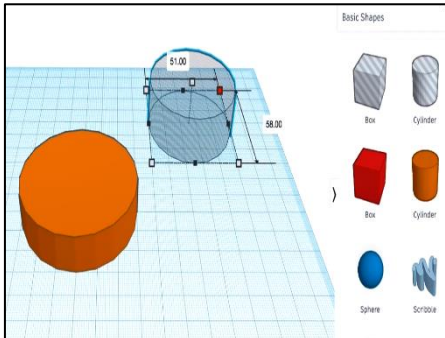 Basic Shapes
51.00
58.00
Box
Cylinder
Box
Cylinder
Sphere
Scribble